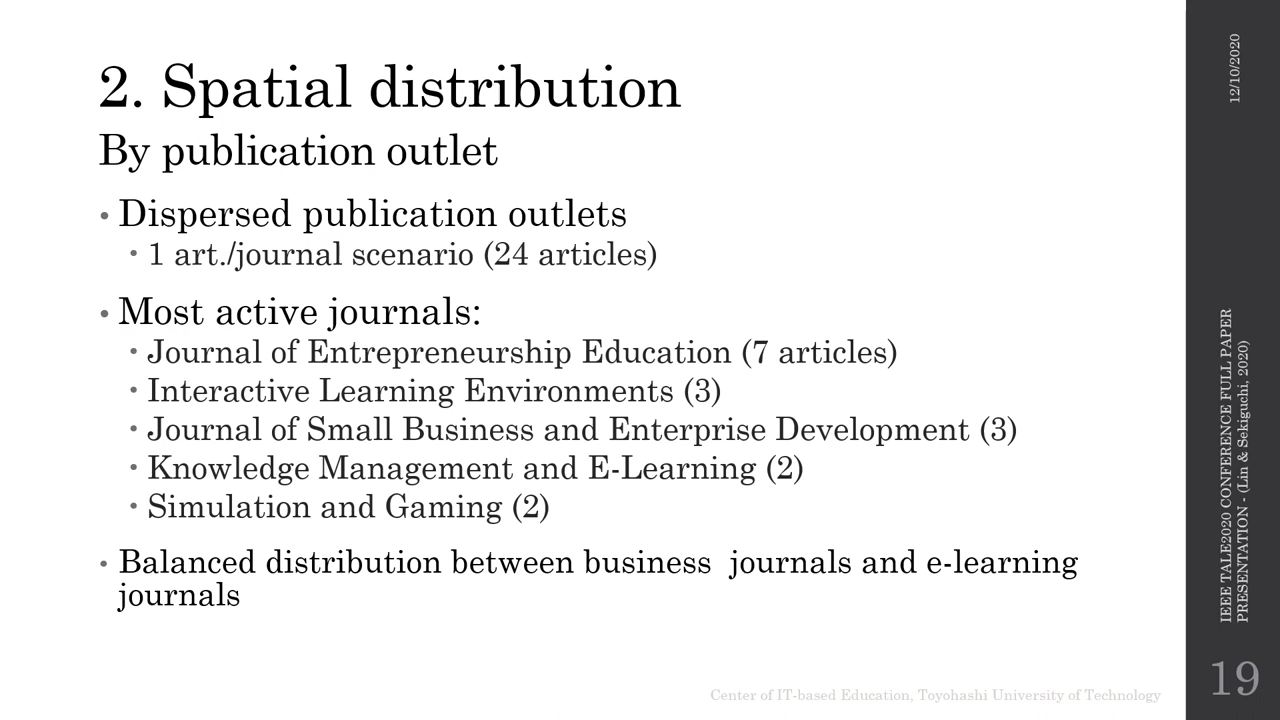 2. Spatial distribution
By publication outlet
• Dispersed publication outlets
• 1 art./journal scenario (24 articles)
• Most active journals:
• Journal of Entrepreneurship Education (7 articles)
• Interactive Learning Environments (3)
• Journal of Small Business and Enterprise Development (3)
• Knowledge Management and E-Learning (2)
• Simulation and Gaming (2)
• Balanced distribution between business  journals and e-learning
journals
Center of IT-based Education, Toyohashi University of Technology
12/10/2020
IEEE TALE2020 CONFERENCE FULL PAPER
PRESENTATION - (Lin & Sekiguchi, 2020)
19